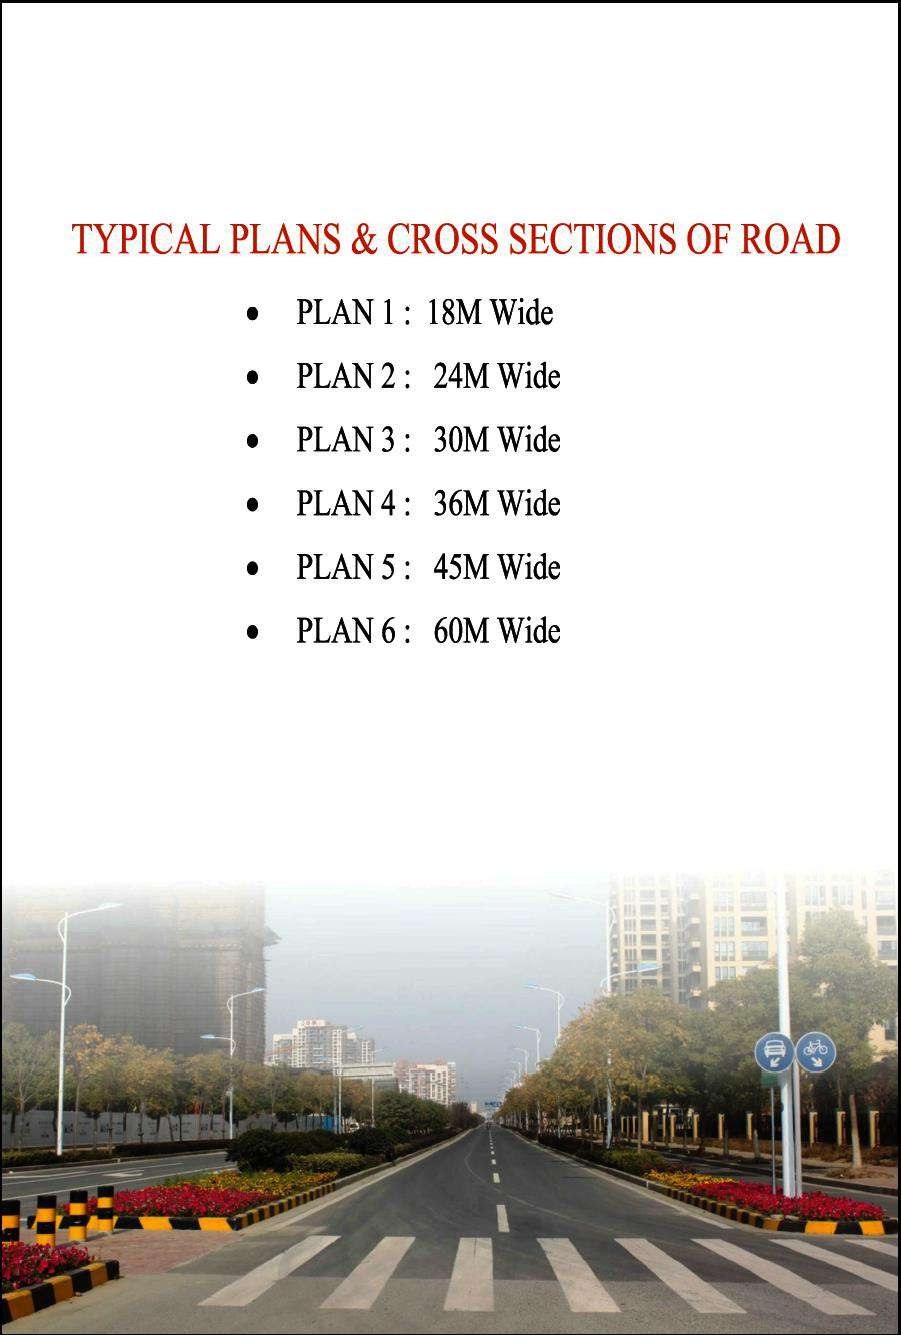 TYPICAL PLANS & CROSS SECTIONS OF ROAD
• PLAN 1 : 18M Wide
• PLAN 2 : 24M Wide
• PLAN 3 : 30M Wide
• PLAN 4 : 36M Wide
• PLAN 5 : 45M Wide
• PLAN 6 : 60M Wide